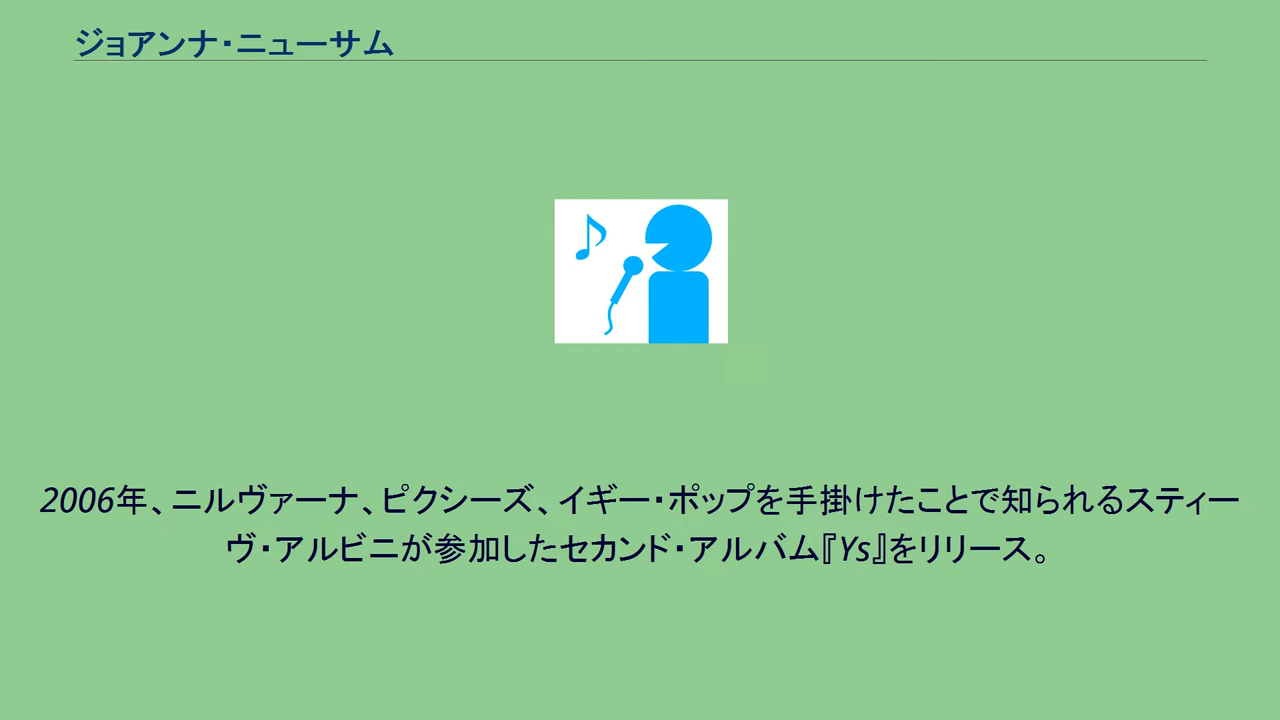 ジョアンナ・ニューサム
2006年、ニルヴァーナ、ピクシーズ、イギー・ポップを手掛けたことで知られるスティー
ヴ・アルビニが参加したセカンド・アルバム『Ys』をリリース。